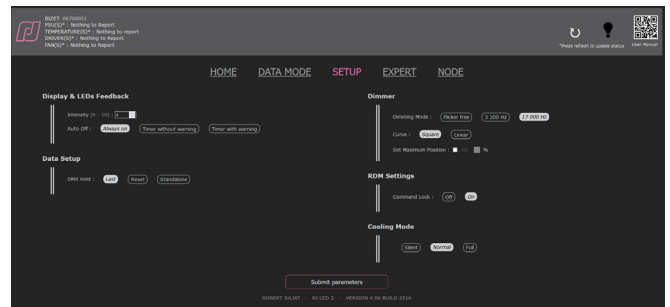 BIZET (670005)
PSU(S)* : Nothing to Report
TEMPERATURE(S)* : Nothing to report
DRIVER(S)* : Nothing to Report
FAN(S)* : Nothing to Report
*Press refresh to update status
User Manual
HOME DATA MODE SETUP EXPERT NODE
Display & LEDs Feedback
Intensity (0 - 10) : 4
Auto Off : Always on Timer without warning Timer with warning
Data Setup
DMX Hold : Last Reset Standalone
Dimmer
Dimming Mode : Flicker free 3 200 Hz 17 000 Hz
Curve : Square Linear
Set Maximum Position : %
RDM Settings
Command Lock : Off On
Cooling Mode
Silent Normal Full
Submit parameters
ROBERT JULIAT - RJ LED 2 - VERSION 4.06 BUILD 2516